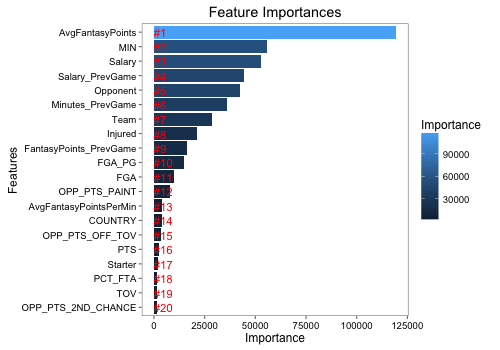 Feature Importances
AvgFantasyPoints #1
MIN #2
Salary #3
Salary_PrevGame #4
Opponent #5
Minutes_PrevGame #6
Team #7
Injured #8
FantasyPoints_PrevGame #9
FGA_PG #10
FGA #11
OPP_PTS_PAINT #12
AvgFantasyPointsPerMin #13
COUNTRY #14
OPP_PTS_OFF_TOV #15
PTS #16
Starter #17
PCT_FTA #18
TOV #19
OPP_PTS_2ND_CHANCE #20
Features
0 25000 50000 75000 100000 125000
Importance
Importance
90000
60000
30000